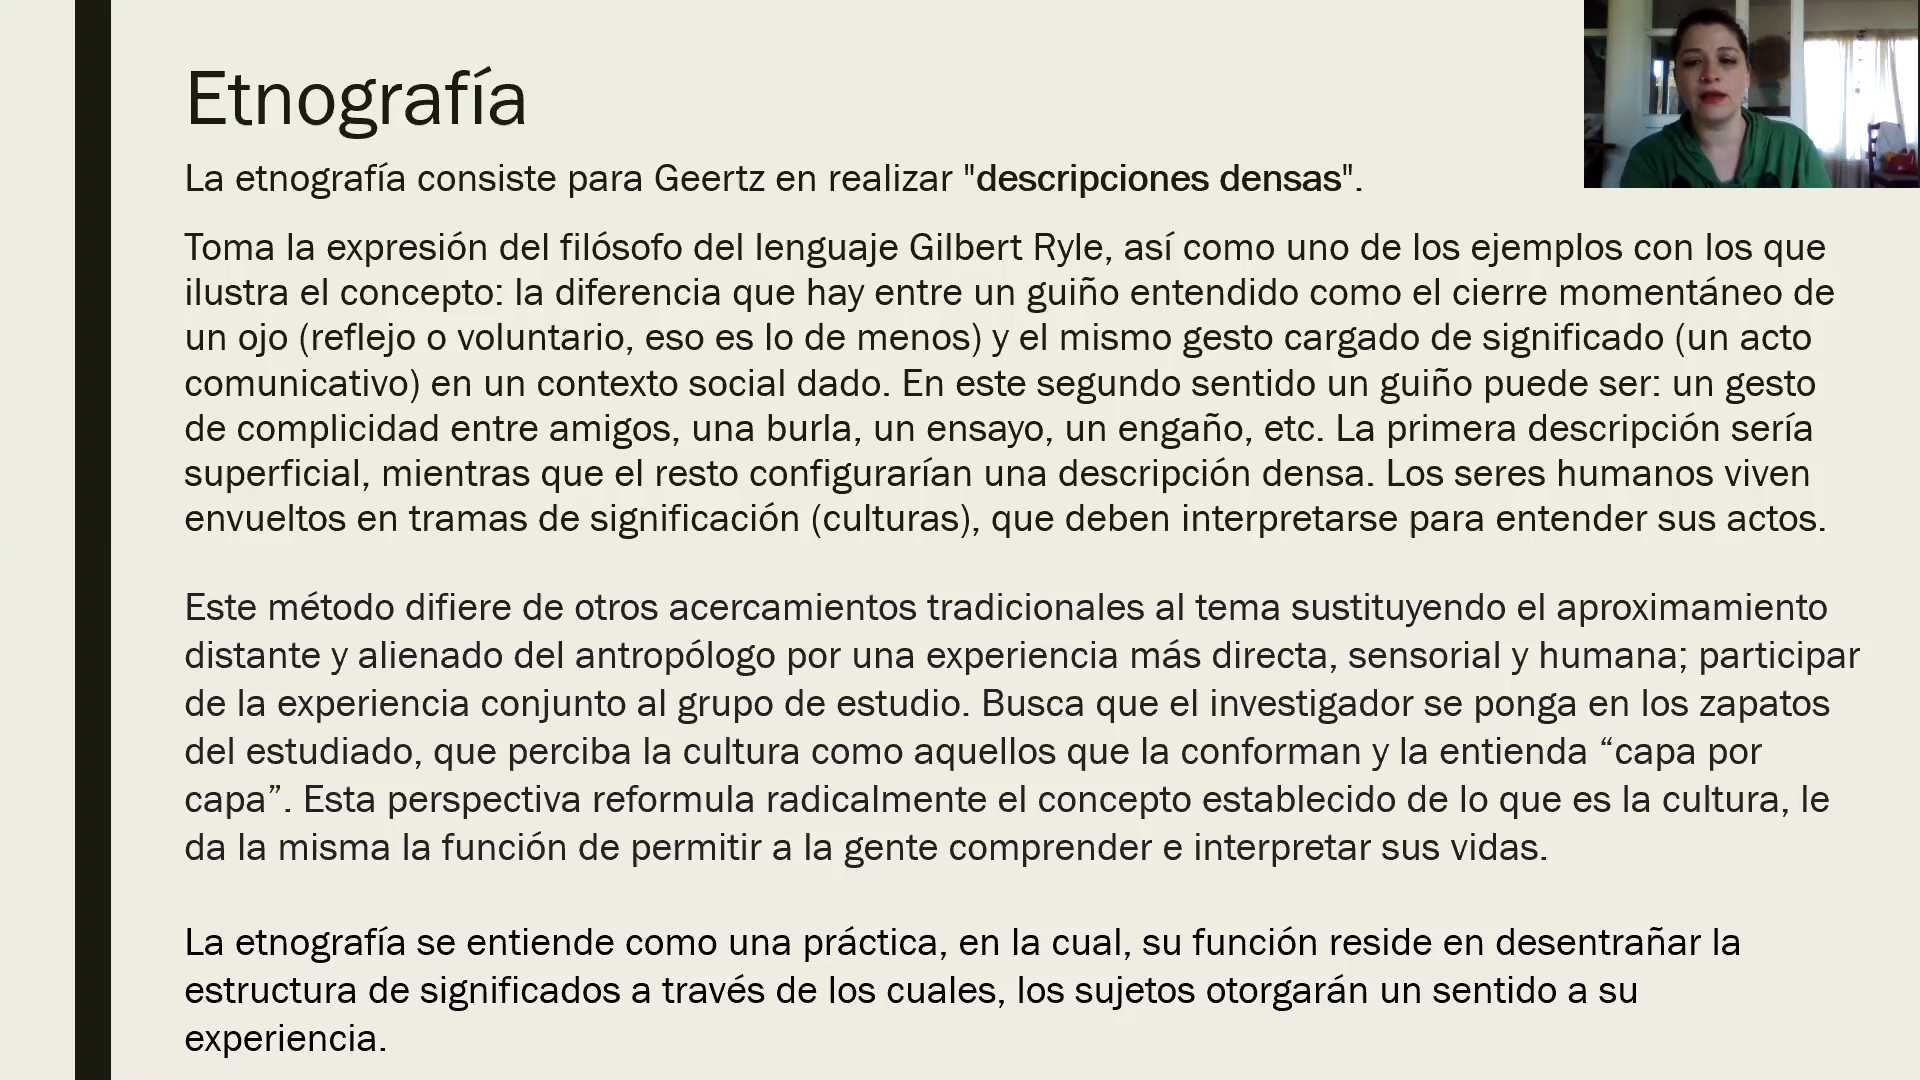 Etnografía
La etnografía consiste para Geertz en realizar "descripciones densas".
Toma la expresión del filósofo del lenguaje Gilbert Ryle, así como uno de los ejemplos con los que
ilustra el concepto: la diferencia que hay entre un guiño entendido como el cierre momentáneo de
un ojo (reflejo o voluntario, eso es lo de menos) y el mismo gesto cargado de significado (un acto
comunicativo) en un contexto social dado. En este segundo sentido un guiño puede ser: un gesto
de complicidad entre amigos, una burla, un ensayo, un engaño, etc. La primera descripción sería
superficial, mientras que el resto configurarían una descripción densa. Los seres humanos viven
envueltos en tramas de significación (culturas), que deben interpretarse para entender sus actos.
Este método difiere de otros acercamientos tradicionales al tema sustituyendo el aproximamiento
distante y alienado del antropólogo por una experiencia más directa, sensorial y humana; participar
de la experiencia conjunto al grupo de estudio. Busca que el investigador se ponga en los zapatos
del estudiado, que perciba la cultura como aquellos que la conforman y la entienda “capa por
capa”. Esta perspectiva reformula radicalmente el concepto establecido de lo que es la cultura, le
da la misma la función de permitir a la gente comprender e interpretar sus vidas.
La etnografía se entiende como una práctica, en la cual, su función reside en desentrañar la
estructura de significados a través de los cuales, los sujetos otorgarán un sentido a su
experiencia.